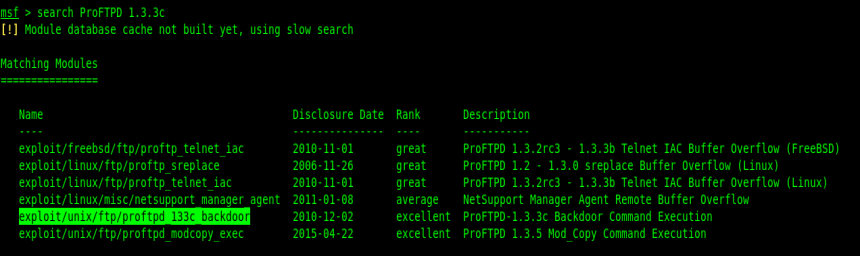 msf > search ProFTPD 1.3.3c
[!] Module database cache not built yet, using slow search
Matching Modules
================
Name Disclosure Date Rank Description
---- --------------- ---- -----------
exploit/freebsd/ftp/proftp_telnet_iac 2010-11-01 great ProFTPD 1.3.2rc3 - 1.3.3b Telnet IAC Buffer Overflow (FreeBSD)
exploit/linux/ftp/proftp_sreplace 2006-11-26 great ProFTPD 1.2 - 1.3.0 sreplace Buffer Overflow (Linux)
exploit/linux/ftp/proftp_telnet_iac 2010-11-01 great ProFTPD 1.3.2rc3 - 1.3.3b Telnet IAC Buffer Overflow (Linux)
exploit/linux/misc/netsupport_manager_agent 2011-01-08 average NetSupport Manager Agent Remote Buffer Overflow
exploit/unix/ftp/proftpd_133c_backdoor 2010-12-02 excellent ProFTPD-1.3.3c Backdoor Command Execution
exploit/unix/ftp/proftpd_modcopy_exec 2015-04-22 excellent ProFTPD 1.3.5 Mod_Copy Command Execution